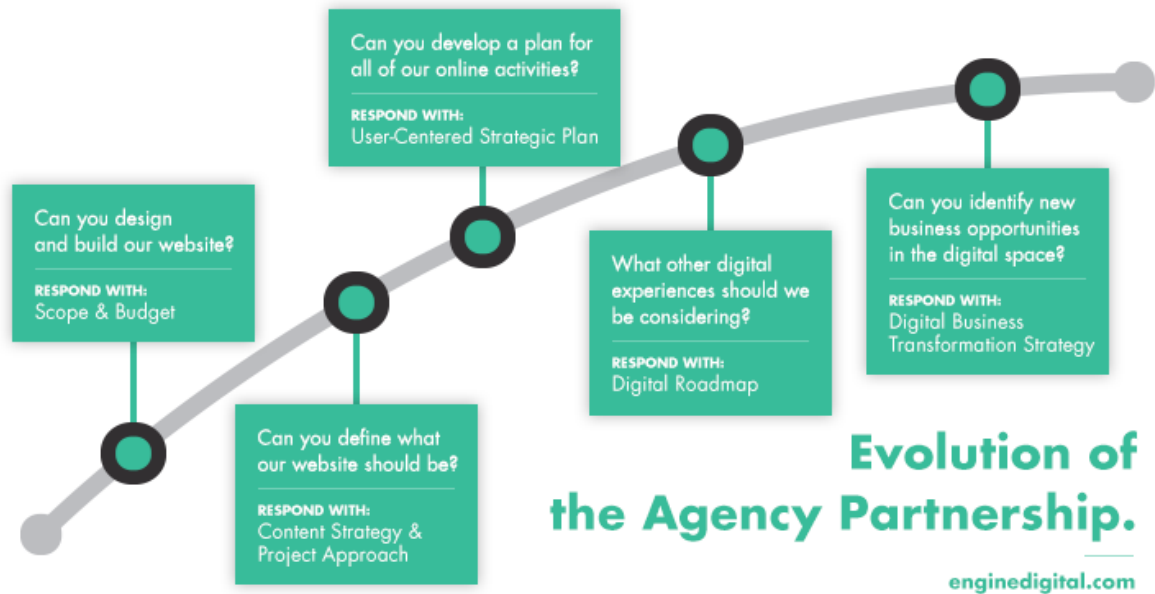 Can you design
and build our website?
RESPOND WITH:
Scope & Budget
Can you define what
our website should be?
RESPOND WITH:
Content Strategy &
Project Approach
Can you develop a plan for
all of our online activities?
RESPOND WITH:
User-Centered Strategic Plan
What other digital
experiences should we
be considering?
RESPOND WITH:
Digital Roadmap
Can you identify new
business opportunities
in the digital space?
RESPOND WITH:
Digital Business
Transformation Strategy
Evolution of
the Agency Partnership.
enginedigital.com